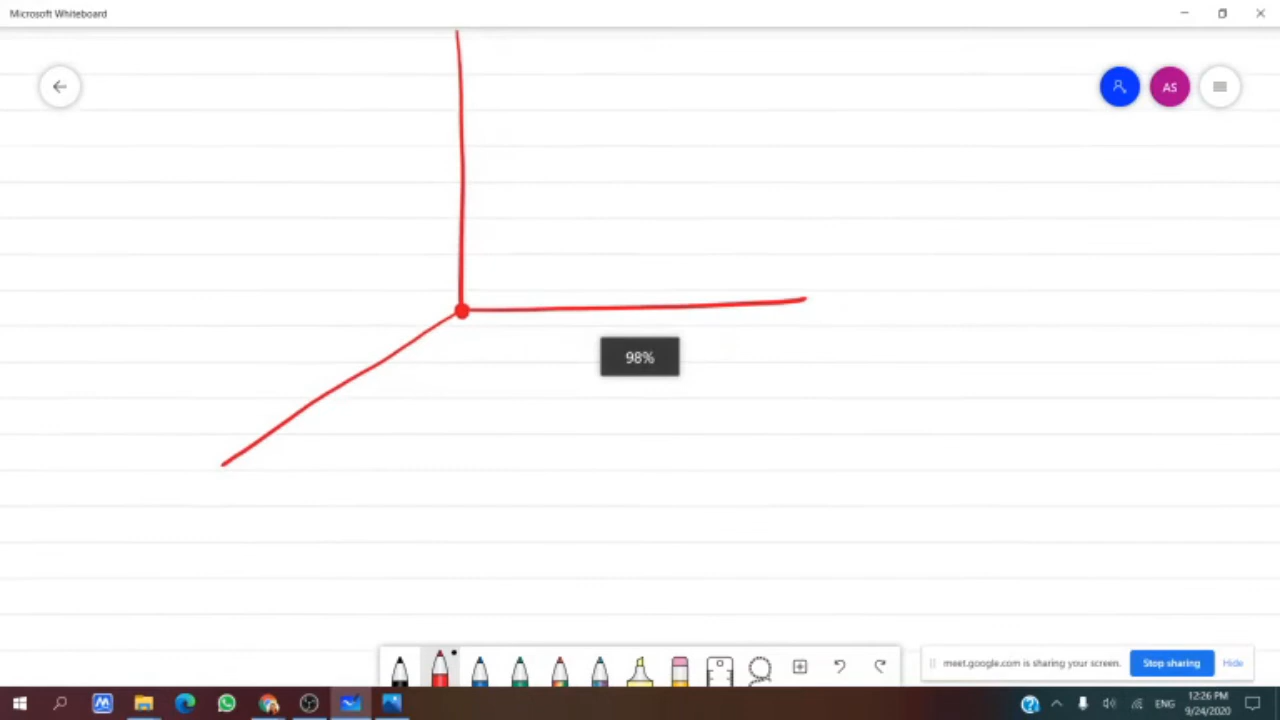 Microsoft Whiteboard
AS
98%
meet.google.com is sharing your screen.
Stop sharing
Hide
ENG
12:26 PM
9/24/2020